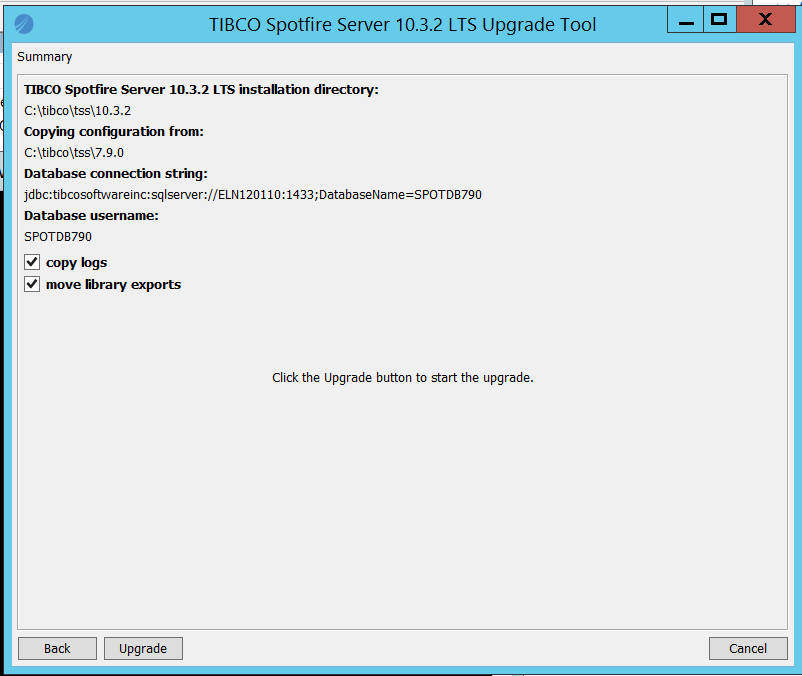 TIBCO Spotfire Server 10.3.2 LTS Upgrade Tool
Summary
TIBCO Spotfire Server 10.3.2 LTS installation directory:
C:\tibco\tss\10.3.2
Copying configuration from:
C:\tibco\tss\7.9.0
Database connection string:
jdbc:tibcosoftwareinc:sqlserver://ELN120110:1433;DatabaseName=SPOTDB790
Database username:
SPOTDB790
copy logs
move library exports
Click the Upgrade button to start the upgrade.
Back Upgrade Cancel